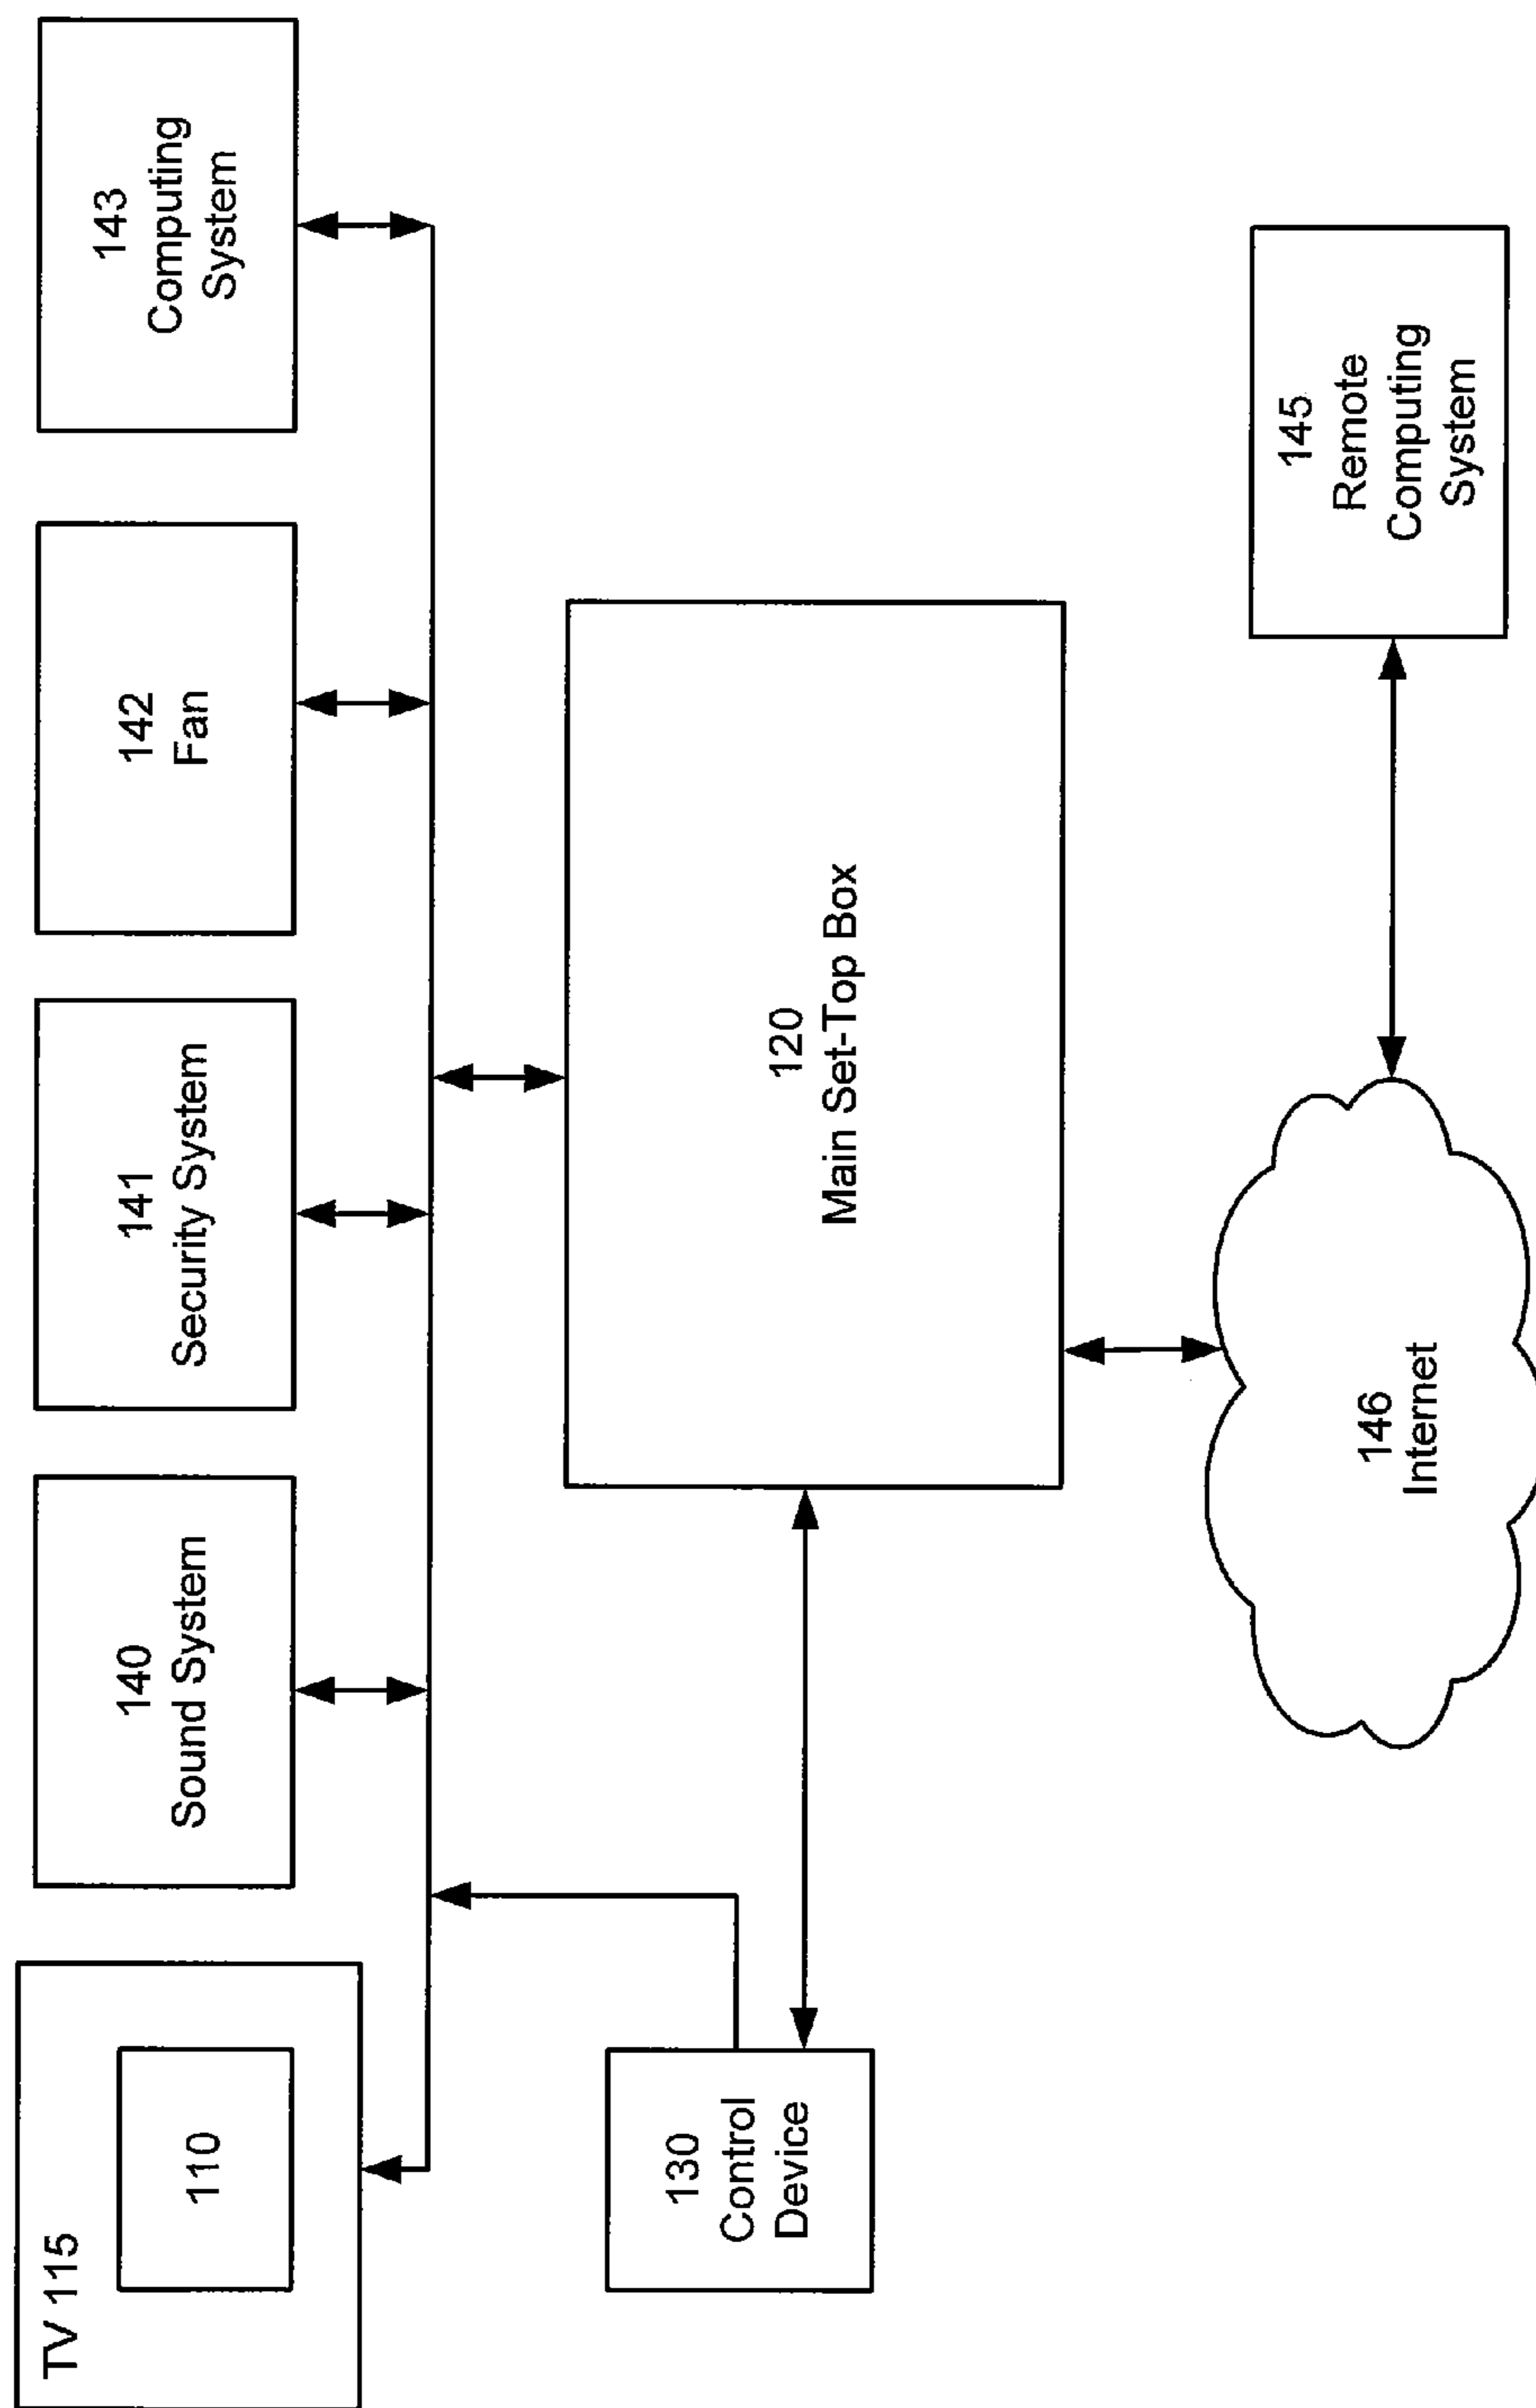 TV 115
110
140
Sound System
141
Security System
142
Fan
143
Computing
System
130
Control
Device
120
Main Set-Top Box
146
Internet
145
Remote
Computing
System